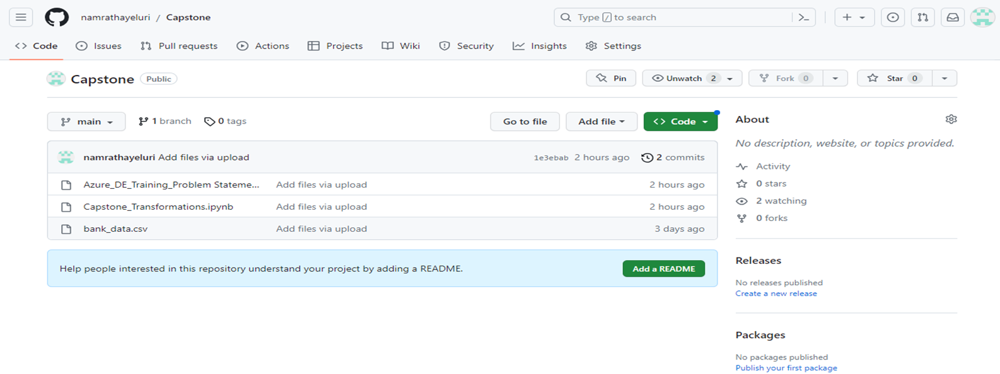 namrathayeluri / Capstone Type / to search >_
Code Issues Pull requests Actions Projects Wiki Security Insights Settings
Capstone Public Pin Unwatch 2 Fork 0 Star 0
main 1 branch 0 tags Go to file Add file <> Code
namrathayeluri Add files via upload 1e3ebab 2 hours ago 2 commits
Azure_DE_Training_Problem Stateme... Add files via upload 2 hours ago
Capstone_Transformations.ipynb Add files via upload 2 hours ago
bank_data.csv Add files via upload 3 days ago
Help people interested in this repository understand your project by adding a README. Add a README
About
No description, website, or topics provided.
Activity
0 stars
2 watching
0 forks
Releases
No releases published
Create a new release
Packages
No packages published
Publish your first package